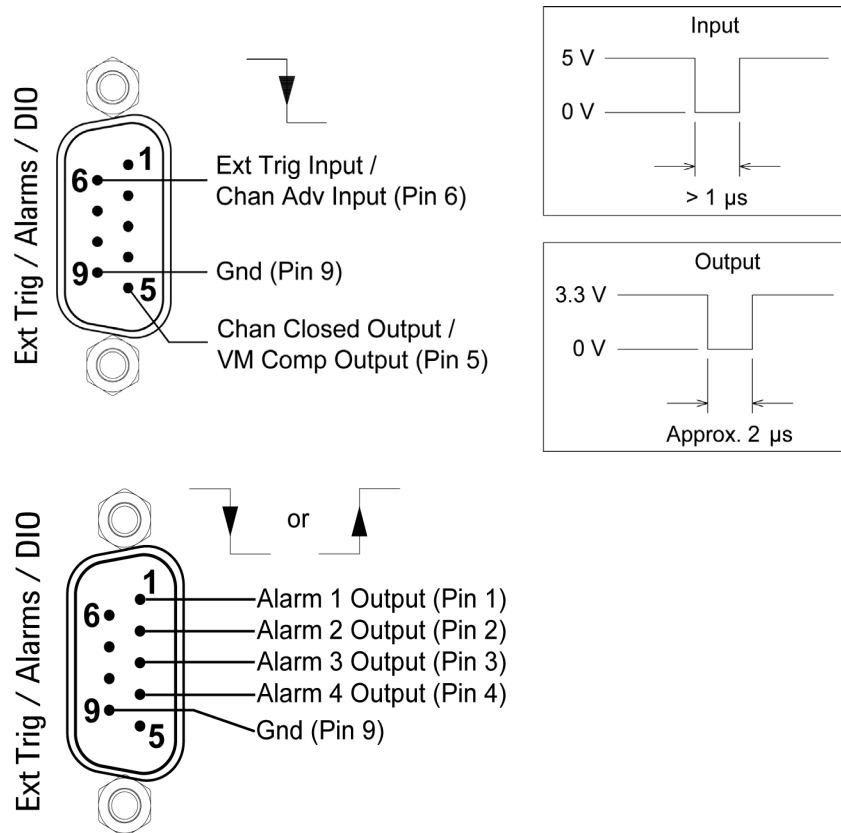 Ext Trig / Alarms / DIO
1
6
9
5
Ext Trig Input /
Chan Adv Input (Pin 6)
Gnd (Pin 9)
Chan Closed Output /
VM Comp Output (Pin 5)
Input
5 V
0 V
> 1 µs
Output
3.3 V
0 V
Approx. 2 µs
Ext Trig / Alarms / DIO
or
1
6
9
5
Alarm 1 Output (Pin 1)
Alarm 2 Output (Pin 2)
Alarm 3 Output (Pin 3)
Alarm 4 Output (Pin 4)
Gnd (Pin 9)